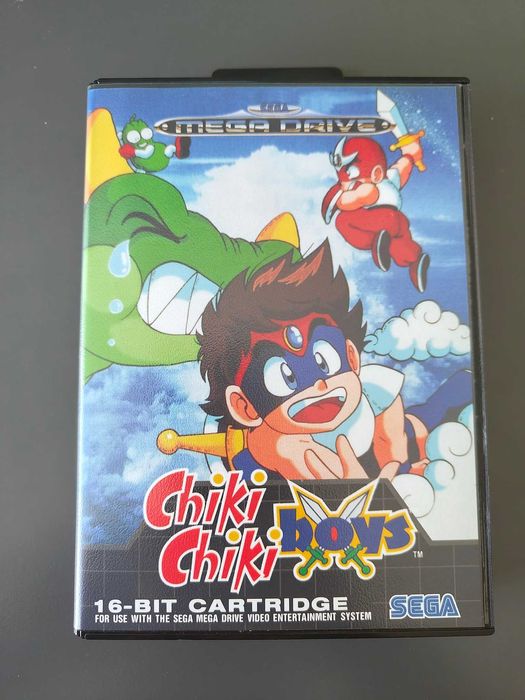 SEGA
MEGA DRIVE
Chiki
Chiki boys TM
16-BIT CARTRIDGE
FOR USE WITH THE SEGA MEGA DRIVE VIDEO ENTERTAINMENT SYSTEM
SEGA